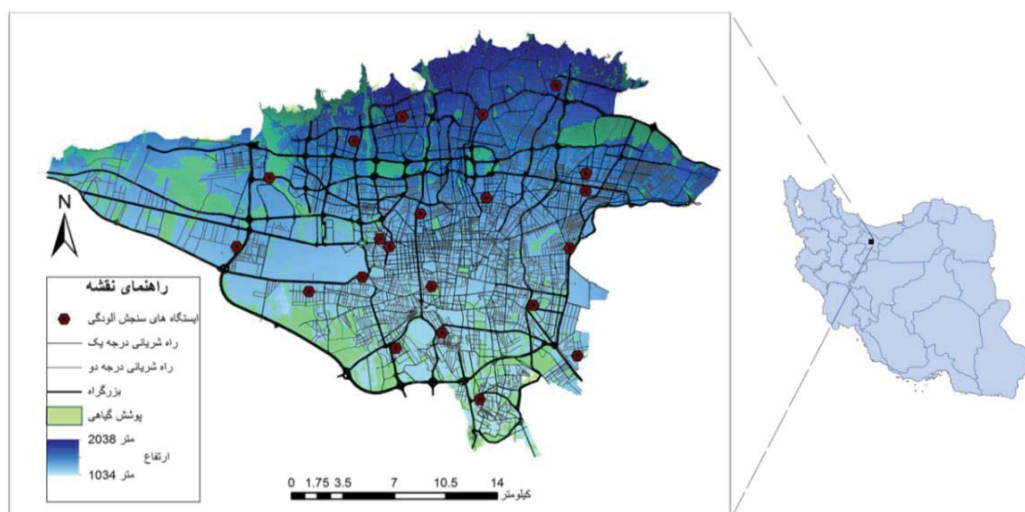 N
راهنمای نقشه
ایستگاه های سنجش آلودگی
راه شریانی درجه یک
راه شریانی درجه دو
بزرگراه
پوشش گیاهی
متر 2038
ارتفاع
متر 1034
0 1.75 3.5 7 10.5 14
کیلومتر